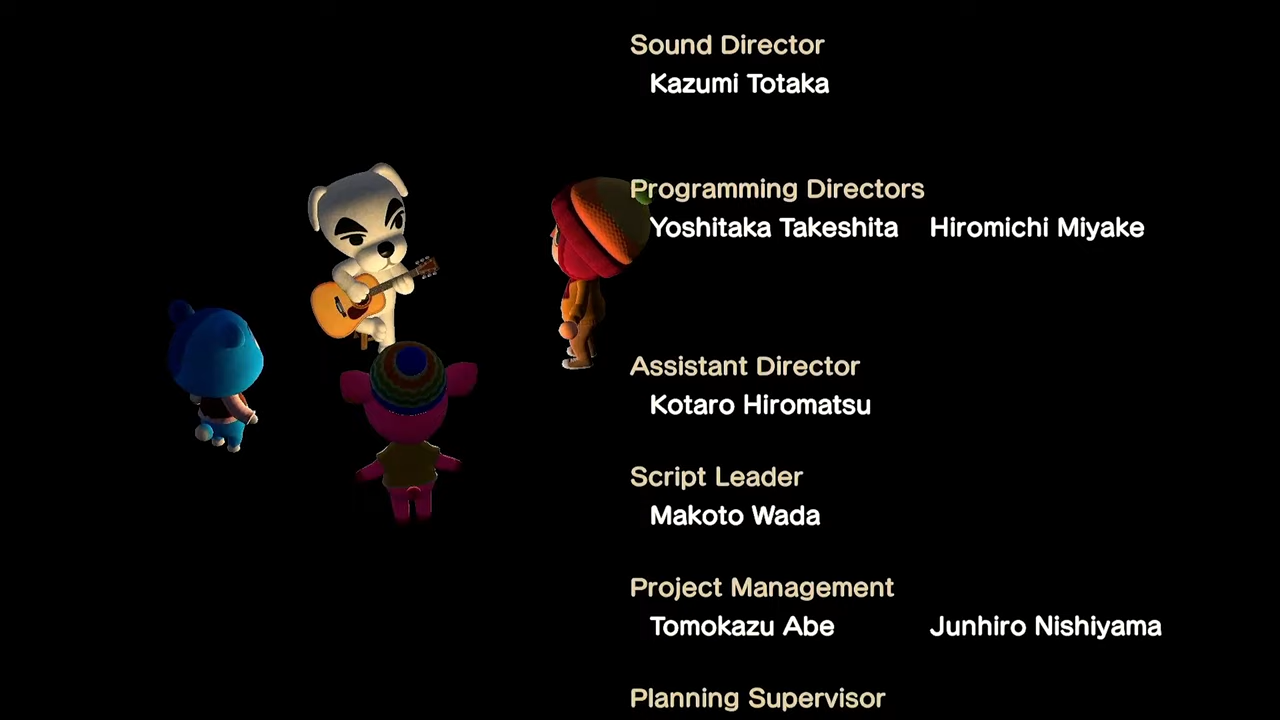 Sound Director
Kazumi Totaka
Programming Directors
Yoshitaka Takeshita Hiromichi Miyake
Assistant Director
Kotaro Hiromatsu
Script Leader
Makoto Wada
Project Management
Tomokazu Abe Junhiro Nishiyama
Planning Supervisor